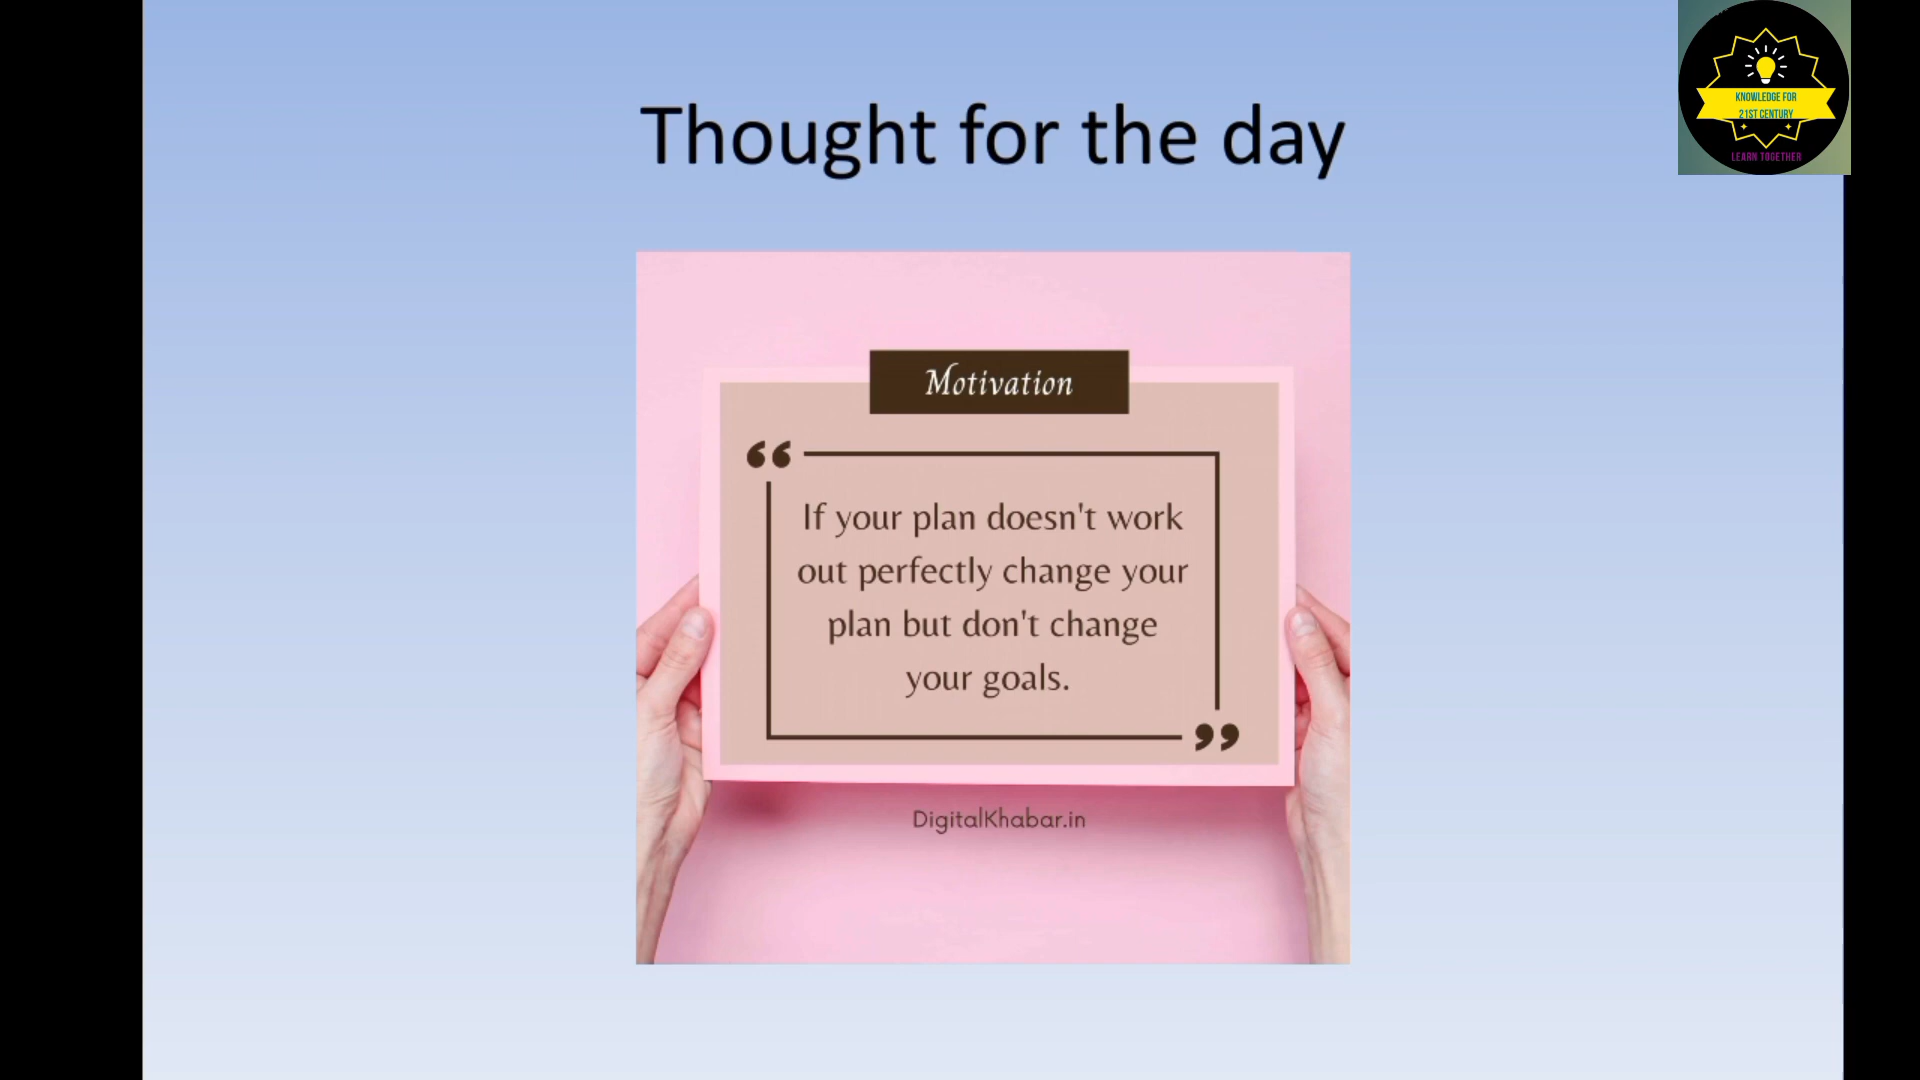 Thought for the day
KNOWLEDGE FOR
21ST CENTURY
LEARN TOGETHER
Motivation
“
If your plan doesn't work
out perfectly change your
plan but don't change
your goals.
”
DigitalKhabar.in